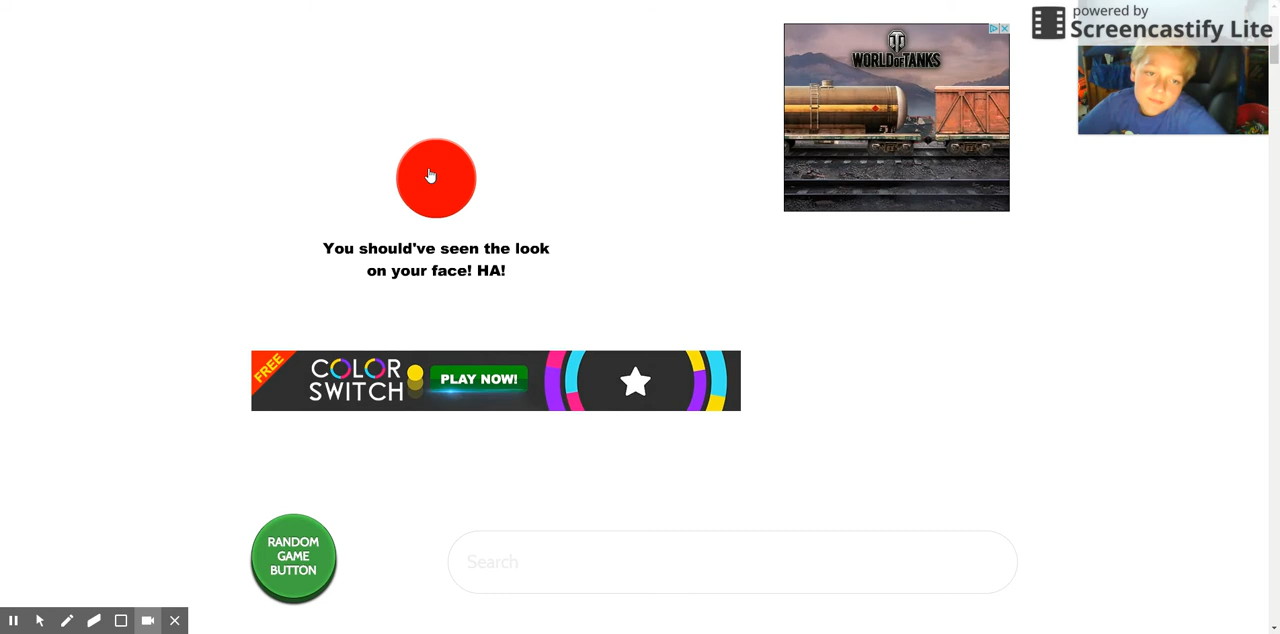 powered by
Screencastify Lite
WORLD OF TANKS
You should've seen the look
on your face! HA!
FREE
COLOR
SWITCH
PLAY NOW!
RANDOM
GAME
BUTTON
Search